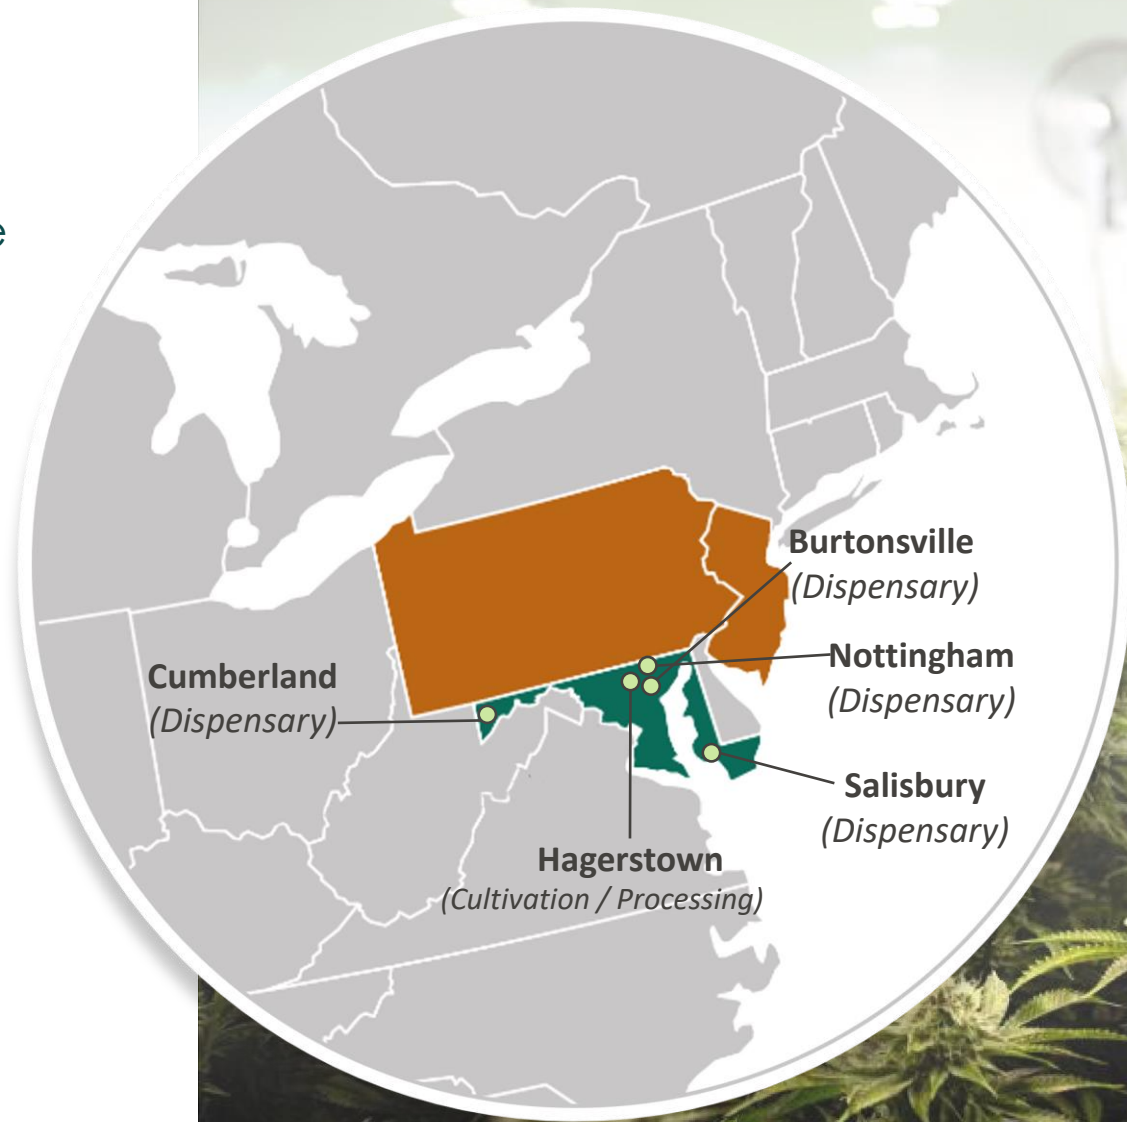 e
Burtonsville
(Dispensary)
Nottingham
(Dispensary)
Cumberland
(Dispensary)
Salisbury
(Dispensary)
Hagerstown
(Cultivation / Processing)